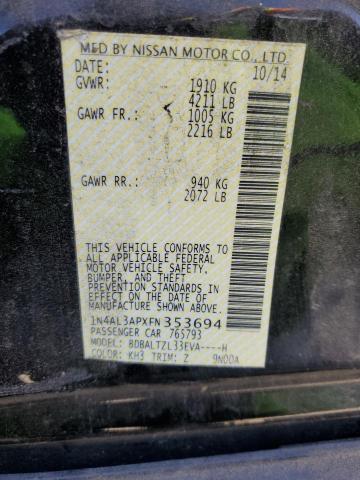 MFD BY NISSAN MOTOR CO., LTD
DATE: 10/14
GVWR: 1910 KG
4211 LB
GAWR FR.: 1005 KG
2216 LB
GAWR RR.: 940 KG
2072 LB
THIS VEHICLE CONFORMS TO
ALL APPLICABLE FEDERAL
MOTOR VEHICLE SAFETY,
BUMPER, AND THEFT
PREVENTION STANDARDS
IN EFFECT ON THE DATE OF
MANUFACTURE SHOWN ABOVE.
1N4AL3APXFN353694
PASSENGER CAR 765793
MODEL: BDBALTZL33EVA----H
COLOR: KH3 TRIM: Z 9N00A